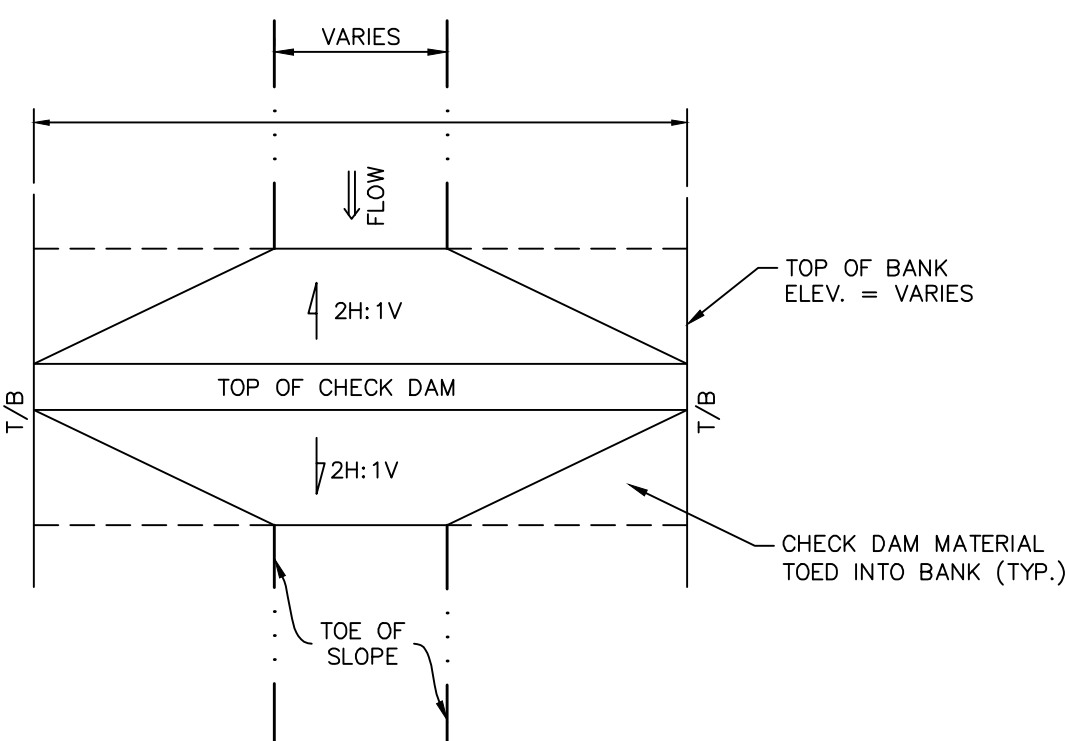 VARIES
FLOW
TOP OF BANK
ELEV. = VARIES
2H:1V
TOP OF CHECK DAM
T/B
T/B
2H:1V
CHECK DAM MATERIAL
TOED INTO BANK (TYP.)
TOE OF
SLOPE